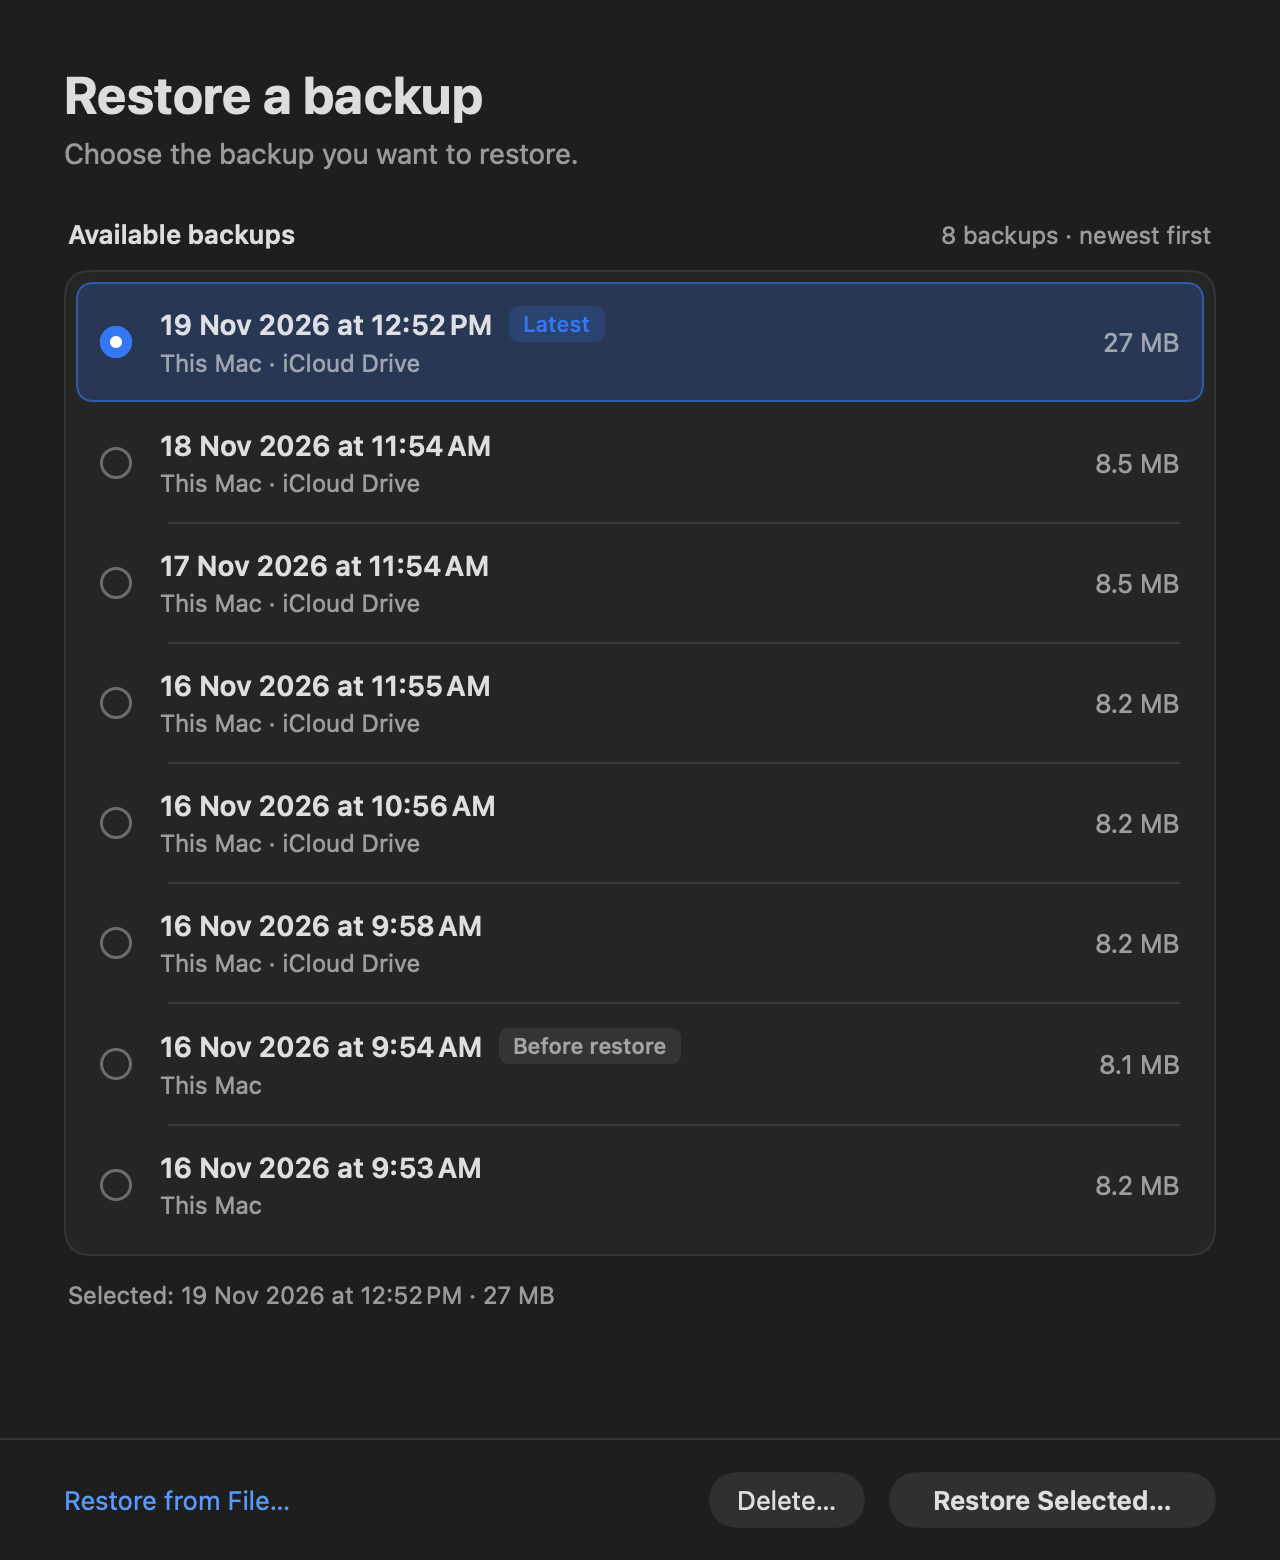 Restore a backup
Choose the backup you want to restore.
Available backups
8 backups · newest first
19 Nov 2026 at 12:52 PM Latest
This Mac · iCloud Drive
27 MB
18 Nov 2026 at 11:54 AM
This Mac · iCloud Drive
8.5 MB
17 Nov 2026 at 11:54 AM
This Mac · iCloud Drive
8.5 MB
16 Nov 2026 at 11:55 AM
This Mac · iCloud Drive
8.2 MB
16 Nov 2026 at 10:56 AM
This Mac · iCloud Drive
8.2 MB
16 Nov 2026 at 9:58 AM
This Mac · iCloud Drive
8.2 MB
16 Nov 2026 at 9:54 AM Before restore
This Mac
8.1 MB
16 Nov 2026 at 9:53 AM
This Mac
8.2 MB
Selected: 19 Nov 2026 at 12:52 PM · 27 MB
Restore from File...
Delete...
Restore Selected...